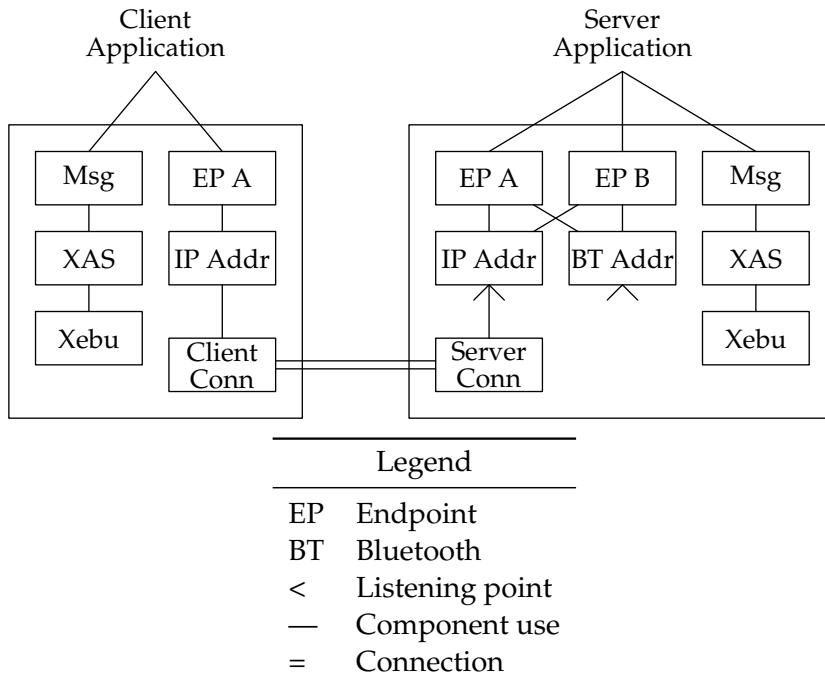 Client
Application
Server
Application
Msg
EP A
EP A
EP B
Msg
XAS
IP Addr
IP Addr
BT Addr
XAS
Xebu
Client
Conn
Server
Conn
Xebu
Legend
EP Endpoint
BT Bluetooth
< Listening point
— Component use
= Connection